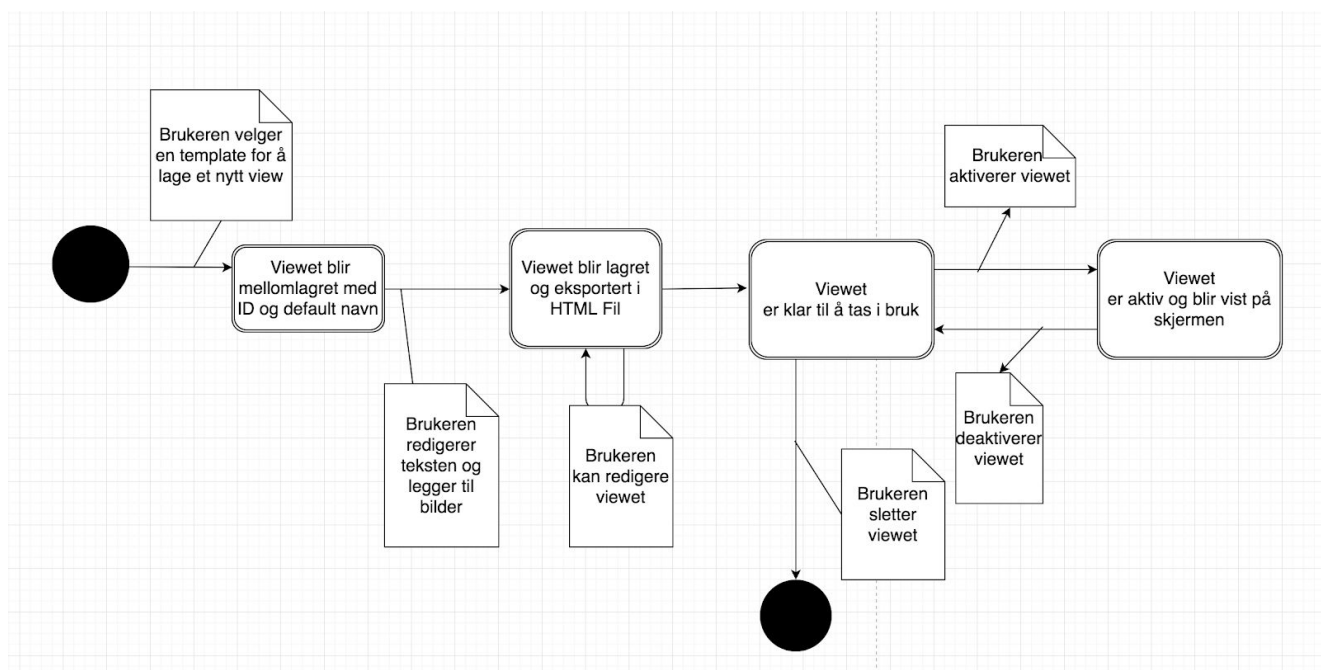 Brukeren velger
en template for å
lage et nytt view
Viewet blir
mellomlagret med
ID og default navn
Brukeren
redigerer
teksten og
legger til
bilder
Viewet blir lagret
og eksportert i
HTML Fil
Brukeren
kan redigere
viewet
Viewet
er klar til å tas i bruk
Brukeren
sletter
viewet
Brukeren
aktiverer viewet
Brukeren
deaktiverer
viewet
Viewet
er aktiv og blir vist på
skjermen